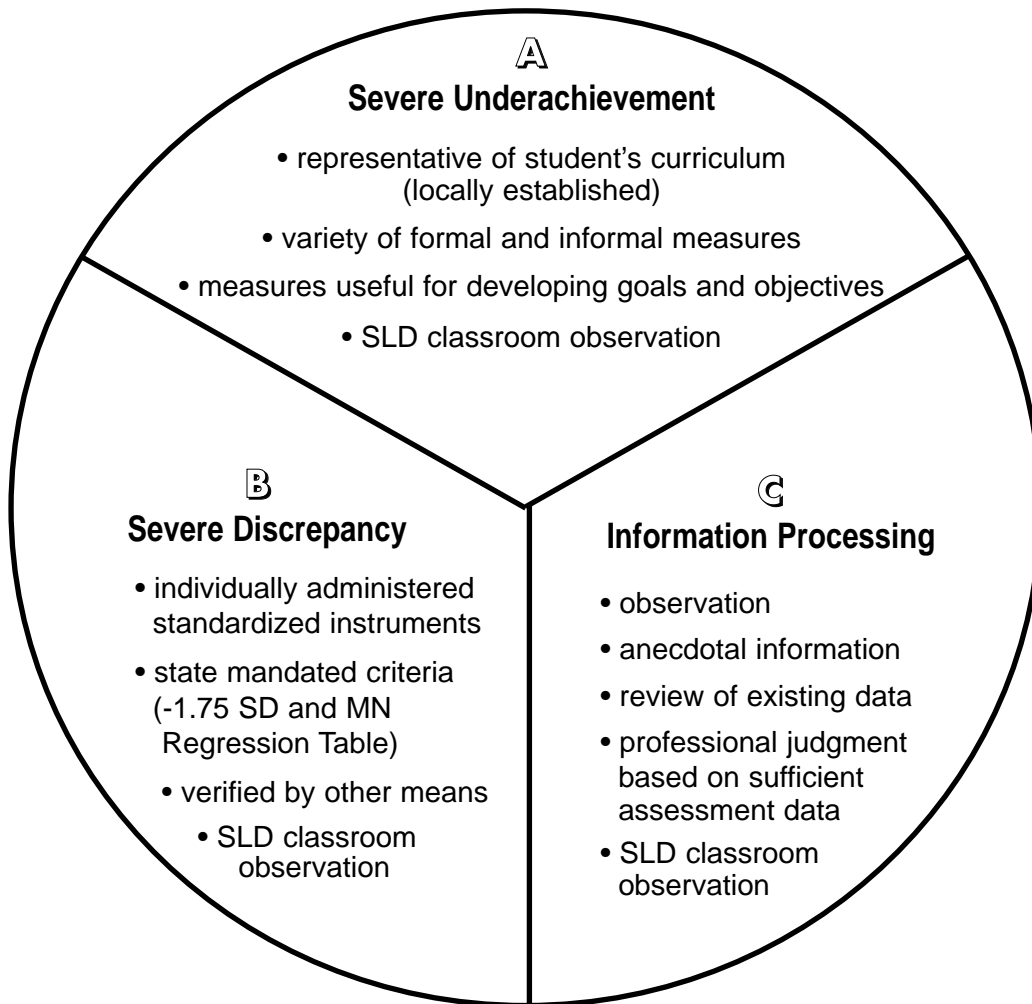 A
Severe Underachievement
• representative of student’s curriculum
(locally established)
• variety of formal and informal measures
• measures useful for developing goals and objectives
• SLD classroom observation
B
Severe Discrepancy
• individually administered
standardized instruments
• state mandated criteria
(-1.75 SD and MN
Regression Table)
• verified by other means
• SLD classroom
observation
C
Information Processing
• observation
• anecdotal information
• review of existing data
• professional judgment
based on sufficient
assessment data
• SLD classroom
observation